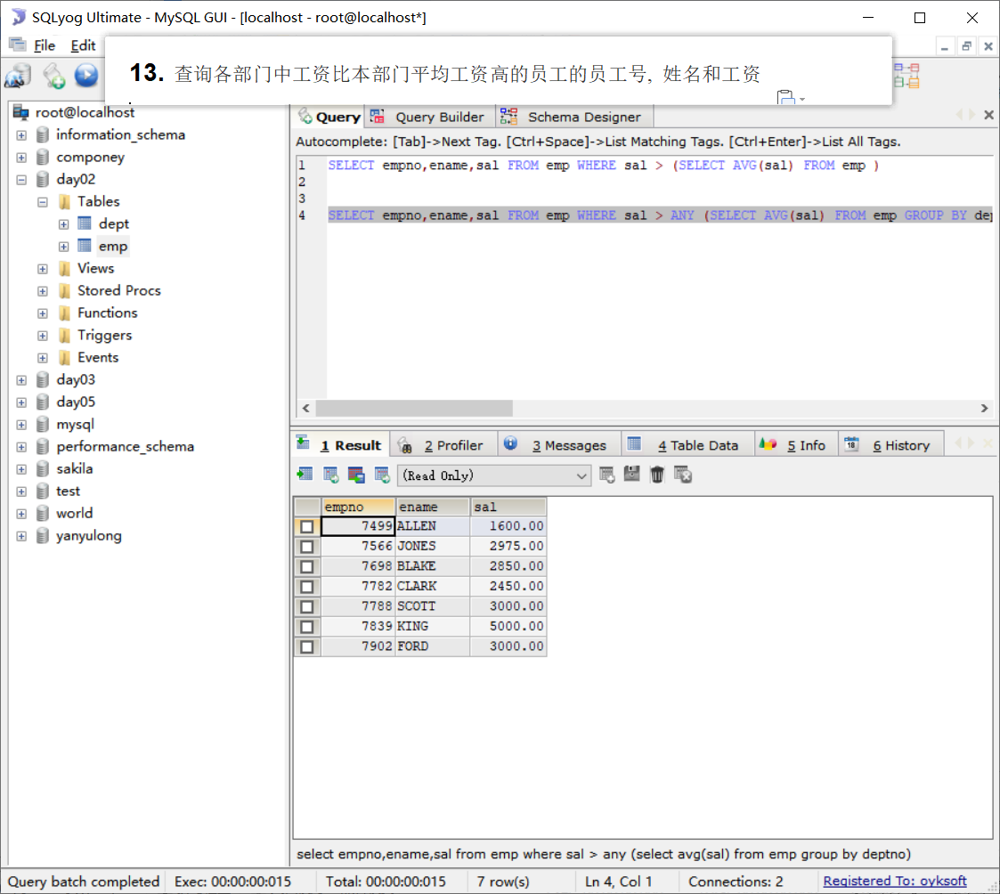 SQLyog Ultimate - MySQL GUI - [localhost - root@localhost*]
File Edit
13. 查询各部门中工资比本部门平均工资高的员工的员工号, 姓名和工资
root@localhost
information_schema
componey
day02
Tables
dept
emp
Views
Stored Procs
Functions
Triggers
Events
day03
day05
mysql
performance_schema
sakila
test
world
yanyulong
Query Query Builder Schema Designer
Autocomplete: [Tab]->Next Tag. [Ctrl+Space]->List Matching Tags. [Ctrl+Enter]->List All Tags.
1 SELECT empno,ename,sal FROM emp WHERE sal > (SELECT AVG(sal) FROM emp )
2
3
4 SELECT empno,ename,sal FROM emp WHERE sal > ANY (SELECT AVG(sal) FROM emp GROUP BY dep
1 Result 2 Profiler 3 Messages 4 Table Data 5 Info 6 History
(Read Only)
empno ename sal
7499 ALLEN 1600.00
7566 JONES 2975.00
7698 BLAKE 2850.00
7782 CLARK 2450.00
7788 SCOTT 3000.00
7839 KING 5000.00
7902 FORD 3000.00
select empno,ename,sal from emp where sal > any (select avg(sal) from emp group by deptno)
Query batch completed Exec: 00:00:00:015 Total: 00:00:00:015 7 row(s) Ln 4, Col 1 Connections: 2 Registered To: oyksoft